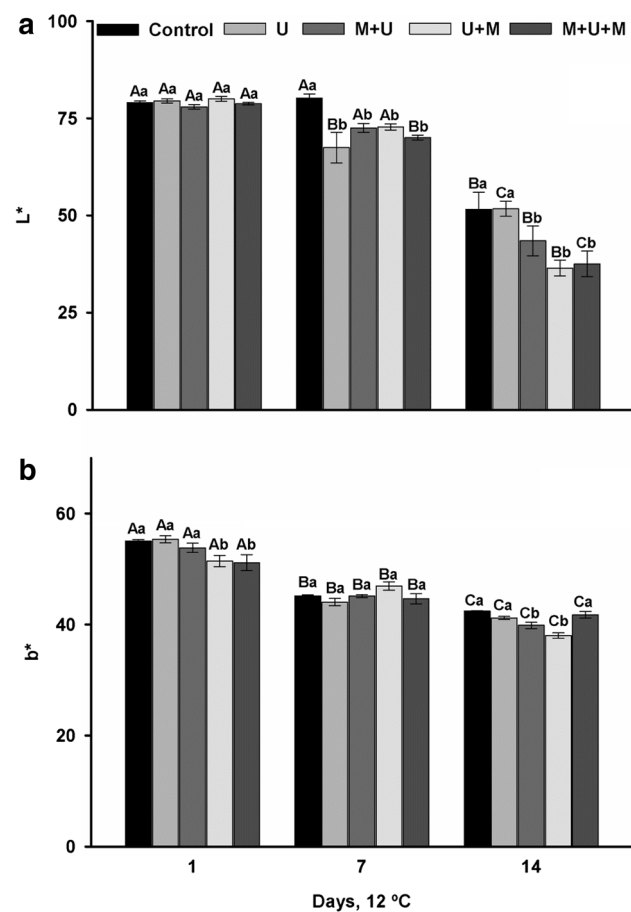 a
100
Control U M+U U+M M+U+M
Aa Aa Aa Aa Aa Aa Bb Ab Ab Bb Ba Ca Bb Bb Cb
75
50
25
0
L*
b
Aa Aa Aa Ab Ab Ba Ba Ba Ba Ba Ca Ca Cb Cb Ca
60
40
20
0
b*
1 7 14
Days, 12 ºC